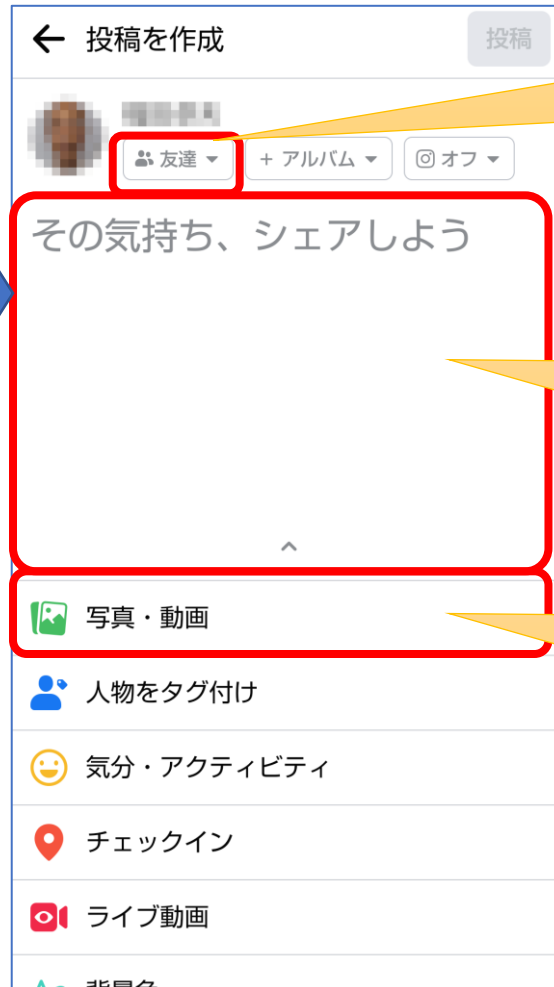 投稿を作成
投稿
友達
+ アルバム
オフ
その気持ち、シェアしよう
写真・動画
人物をタグ付け
気分・アクティビティ
チェックイン
ライブ動画